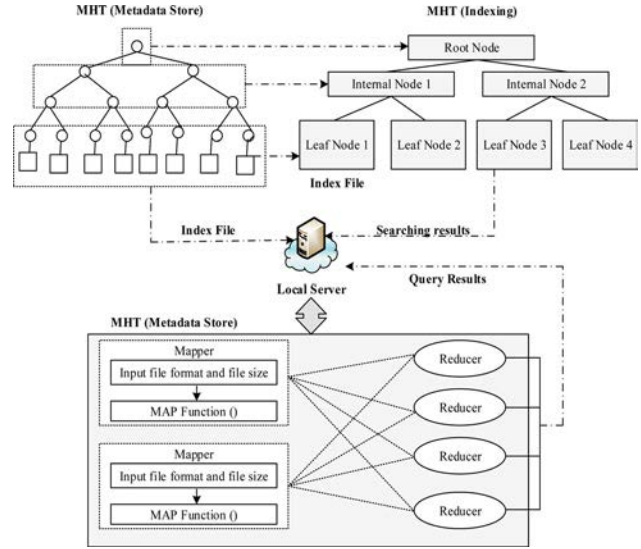 MHT (Metadata Store)
MHT (Indexing)
Root Node
Internal Node 1
Internal Node 2
Leaf Node 1
Leaf Node 2
Leaf Node 3
Leaf Node 4
Index File
Index File
Searching results
Local Server
Query Results
MHT (Metadata Store)
Mapper
Input file format and file size
MAP Function ()
Mapper
Input file format and file size
MAP Function ()
Reducer
Reducer
Reducer
Reducer